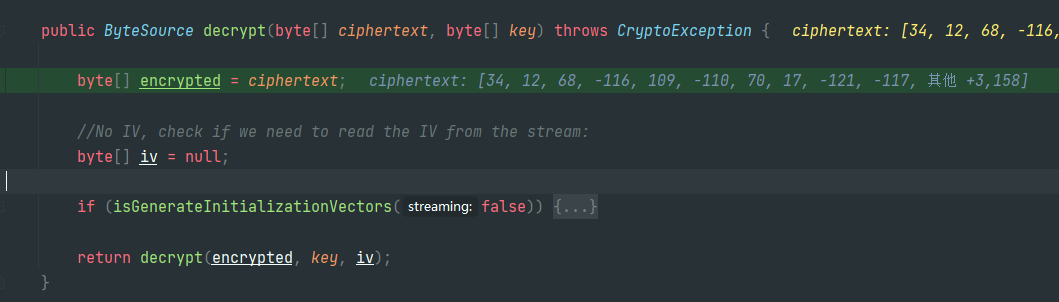 public ByteSource decrypt(byte[] ciphertext, byte[] key) throws CryptoException {  ciphertext: [34, 12, 68, -116,
byte[] encrypted = ciphertext;  ciphertext: [34, 12, 68, -116, 109, -110, 70, 17, -121, -117, 其他 +3,158]
//No IV, check if we need to read the IV from the stream:
byte[] iv = null;
if (isGenerateInitializationVectors( streaming: false)) {...}
return decrypt(encrypted, key, iv);
}